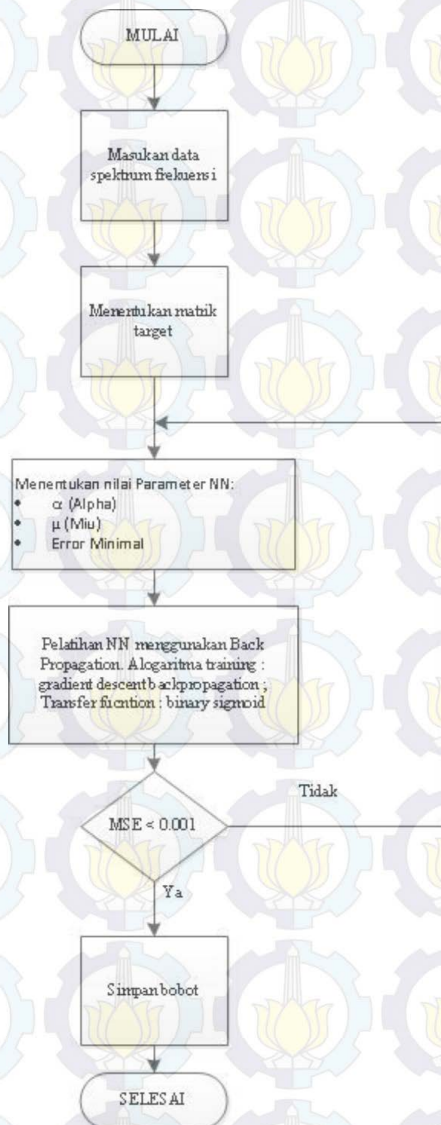 MULAI
Masukan data
spektrum frekuensi
Menentukan matrik
target
Menentukan nilai Parameter NN:
• α (Alpha)
• μ (Miu)
• Error Minimal
Pelatihan NN menggunakan Back
Propagation. Alogaritma training :
gradient descent backpropagation ;
Transfer fucntion : binary sigmoid
MSE < 0.001
Tidak
Ya
Simpan bobot
SELESAI